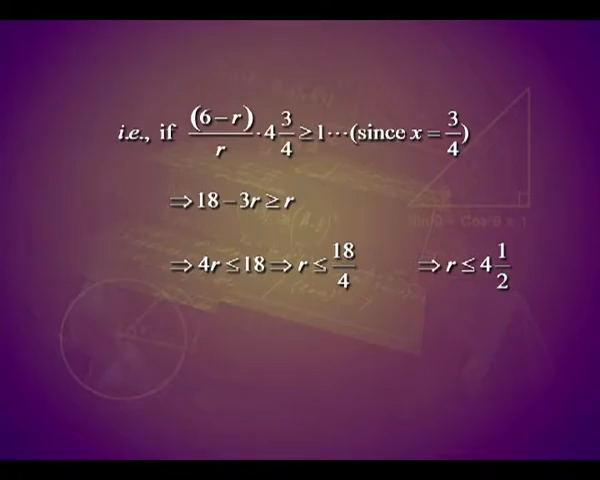 i.e., if (6−r)/r · 4 3/4 ≥ 1 ··· (since x = 3/4)
⇒ 18 − 3r ≥ r
⇒ 4r ≤ 18 ⇒ r ≤ 18/4 ⇒ r ≤ 4 1/2